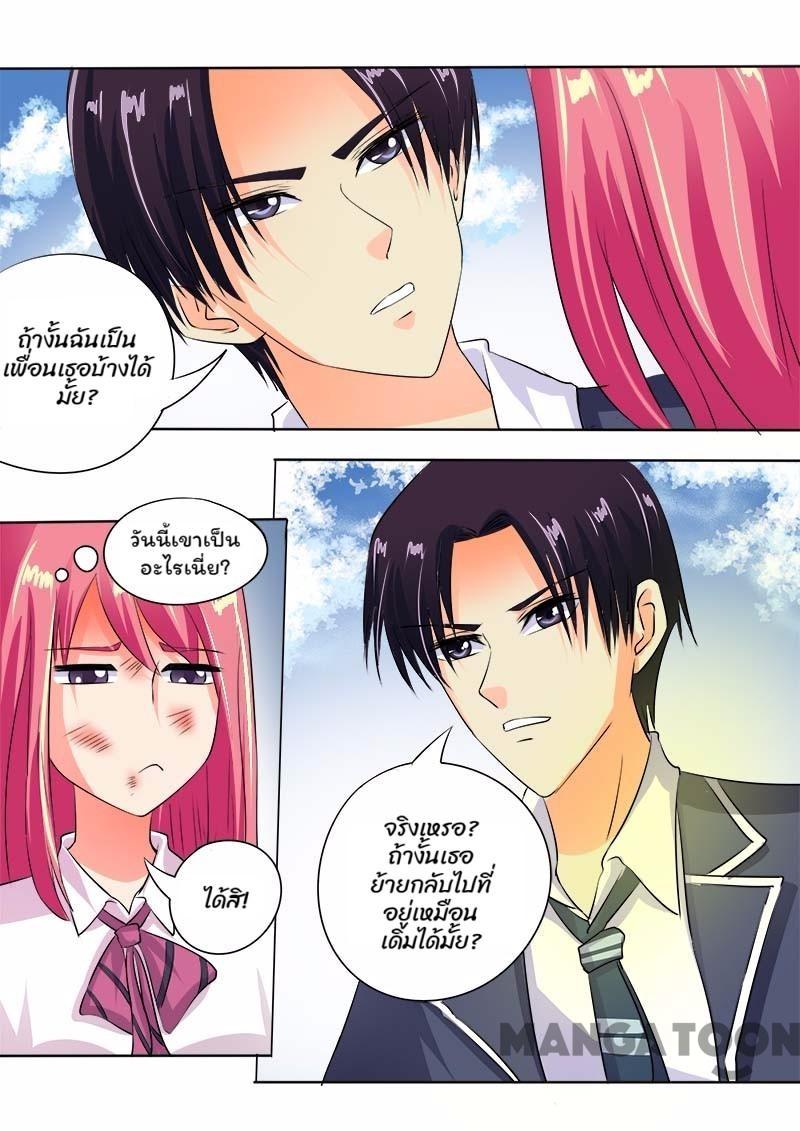 ถ้างั้นฉันเป็น
เพื่อนเธอบ้างได้
มั้ย?
วันนี้เขาเป็น
อะไรเนี่ย?
ได้สิ!
จริงเหรอ?
ถ้างั้นเธอ
ย้ายกลับไปที่
อยู่เหมือน
เดิมได้มั้ย?
MANGATOON